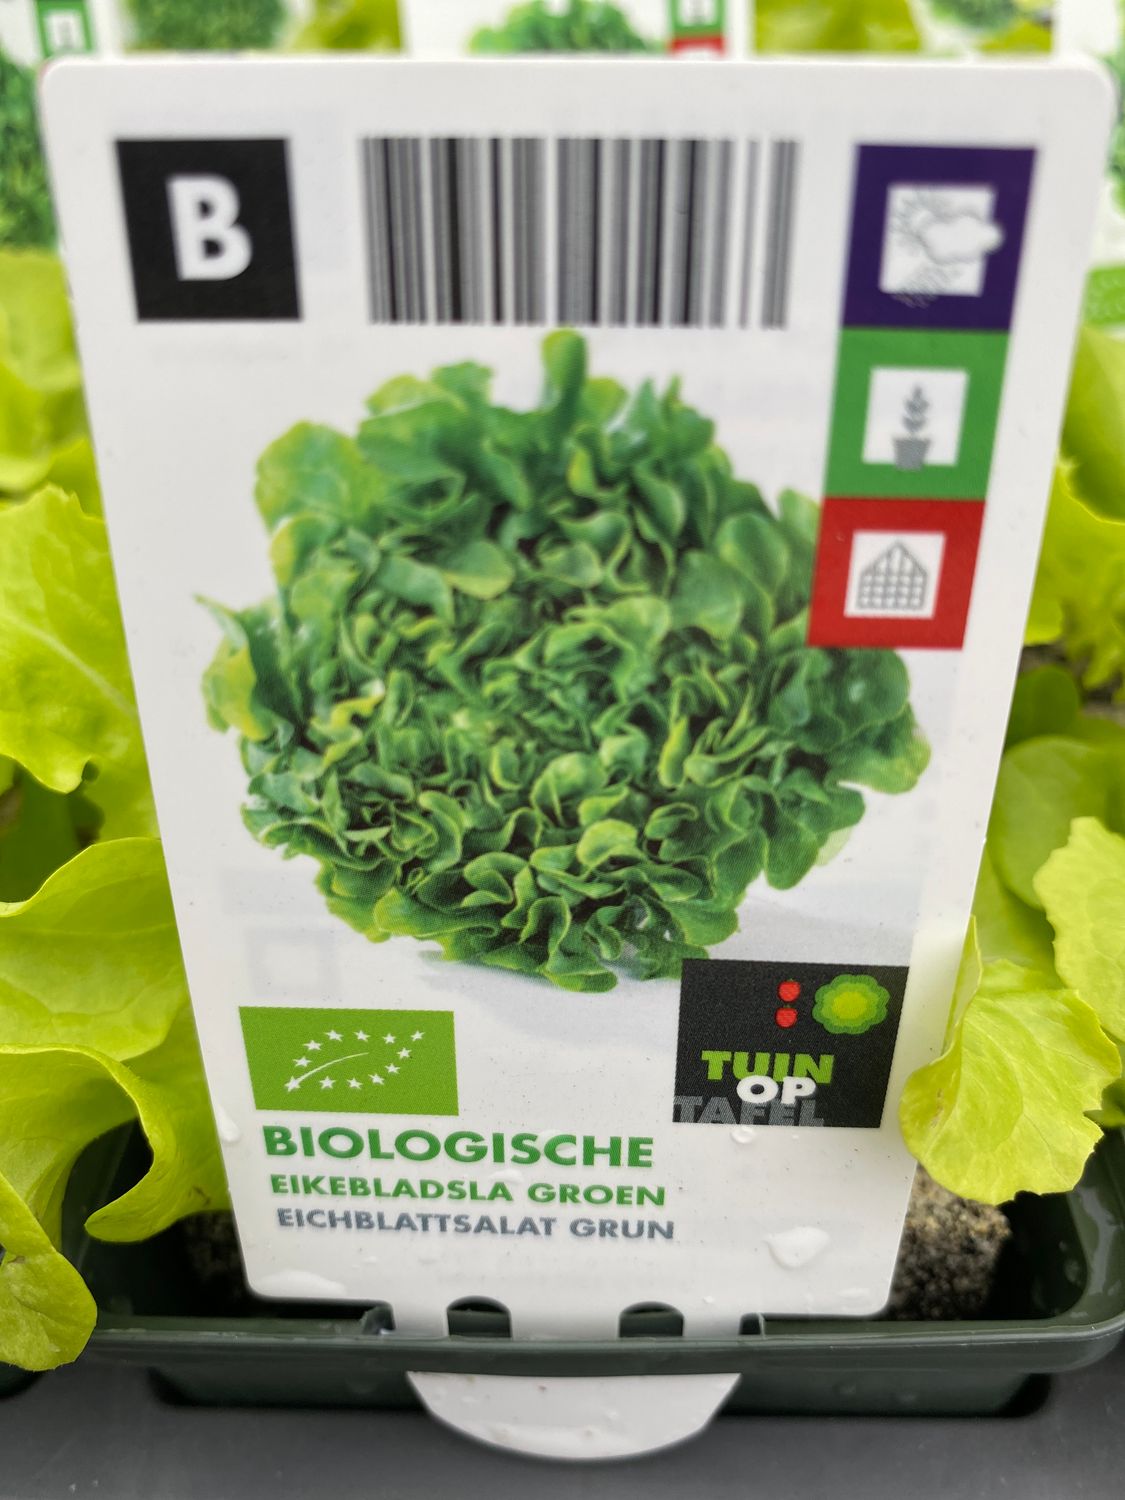 B
TUIN
OP
TAFEL
BIOLOGISCHE
EIKEBLADSLA GROEN
EICHBLATTSALAT GRUN